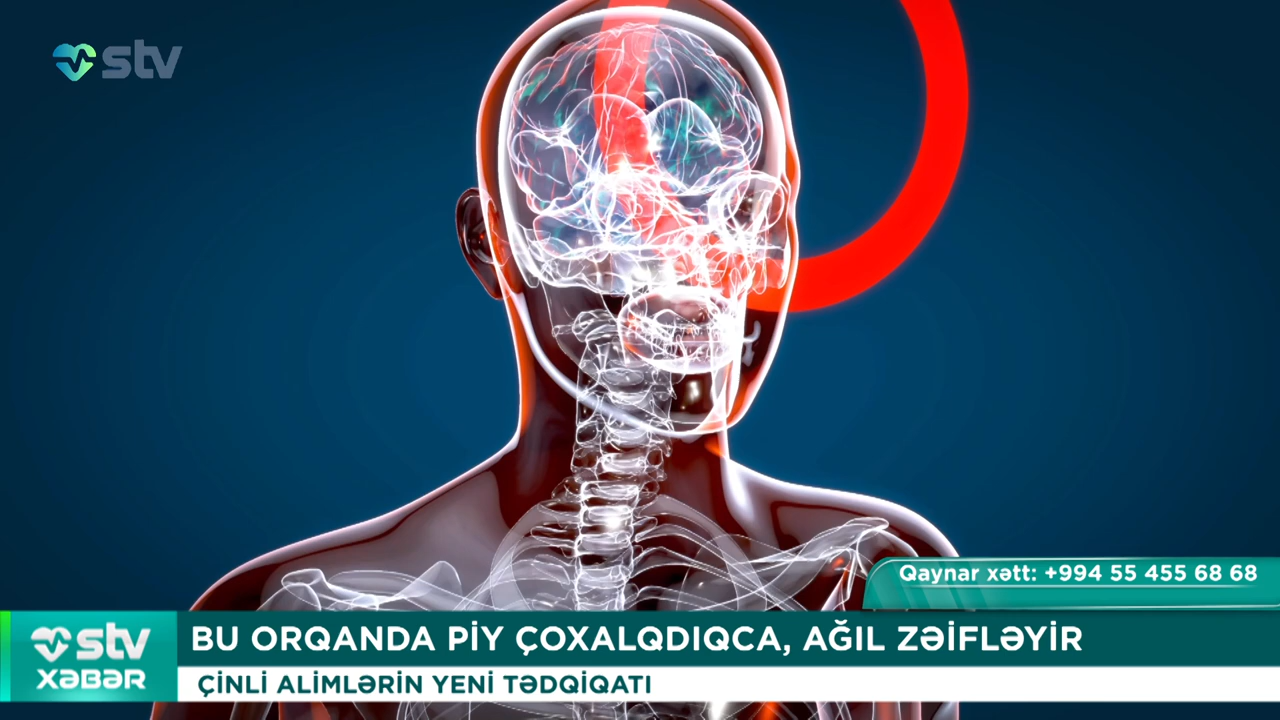 stv
Qaynar xətt: +994 55 455 68 68
stv
XƏBƏR
BU ORQANDA PİY ÇOXALQDIQCA, AĞIL ZƏİFLƏYİR
ÇİNLİ ALİMLƏRİN YENİ TƏDQİQATI